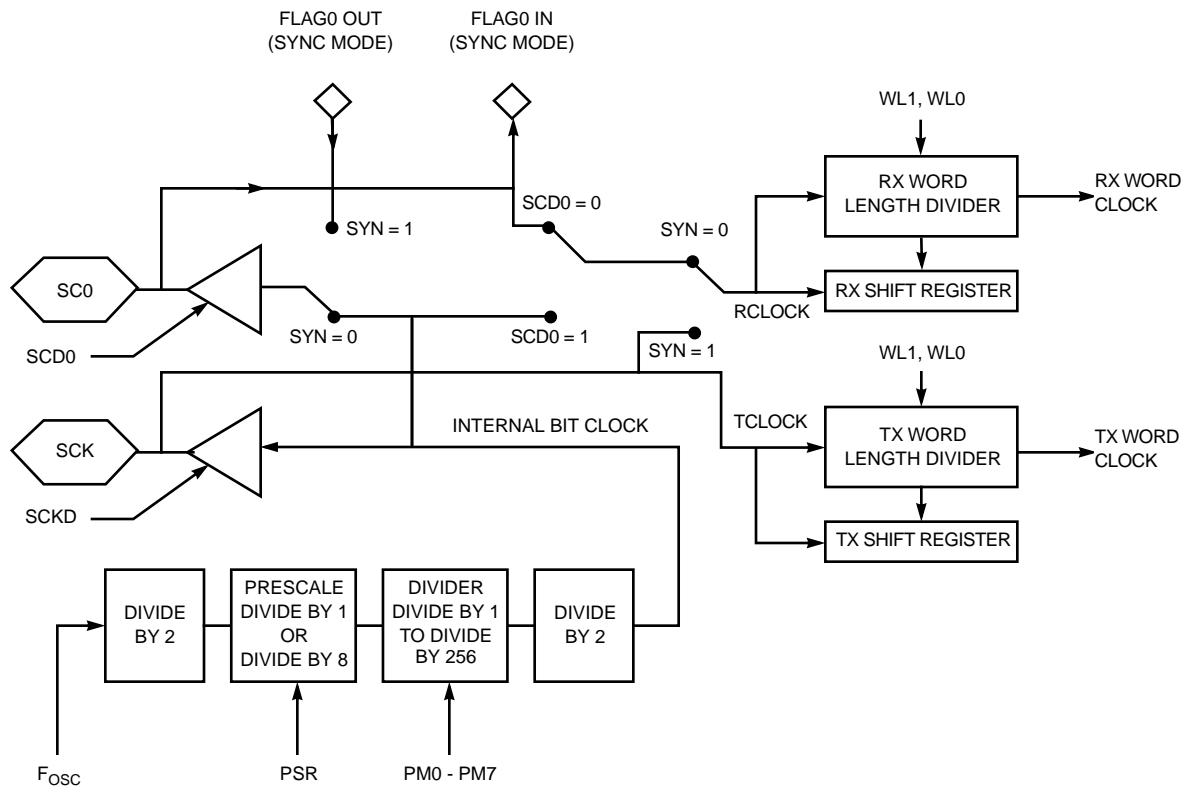 FLAG0 OUT
(SYNC MODE)
FLAG0 IN
(SYNC MODE)
WL1, WL0
RX WORD
LENGTH DIVIDER
RX WORD
CLOCK
SCD0 = 0
SYN = 1
SYN = 0
SC0
RX SHIFT REGISTER
RCLOCK
SYN = 0
SCD0 = 1
SYN = 1
SCD0
WL1, WL0
INTERNAL BIT CLOCK
TCLOCK
TX WORD
LENGTH DIVIDER
TX WORD
CLOCK
SCK
SCKD
TX SHIFT REGISTER
DIVIDE
BY 2
PRESCALE
DIVIDE BY 1
OR
DIVIDE BY 8
DIVIDER
DIVIDE BY 1
TO DIVIDE
BY 256
DIVIDE
BY 2
FOSC
PSR
PM0 - PM7